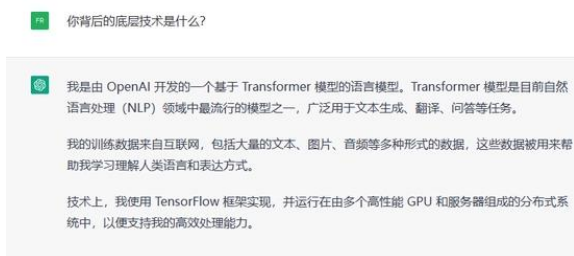 FR
你背后的底层技术是什么?
我是由 OpenAI 开发的一个基于 Transformer 模型的语言模型。Transformer 模型是目前自然
语言处理（NLP）领域中最流行的模型之一，广泛用于文本生成、翻译、问答等任务。
我的训练数据来自互联网，包括大量的文本、图片、音频等多种形式的数据，这些数据被用来帮
助我学习理解人类语言和表达方式。
技术上，我使用 TensorFlow 框架实现，并运行在由多个高性能 GPU 和服务器组成的分布式系
统中，以便支持我的高效处理能力。